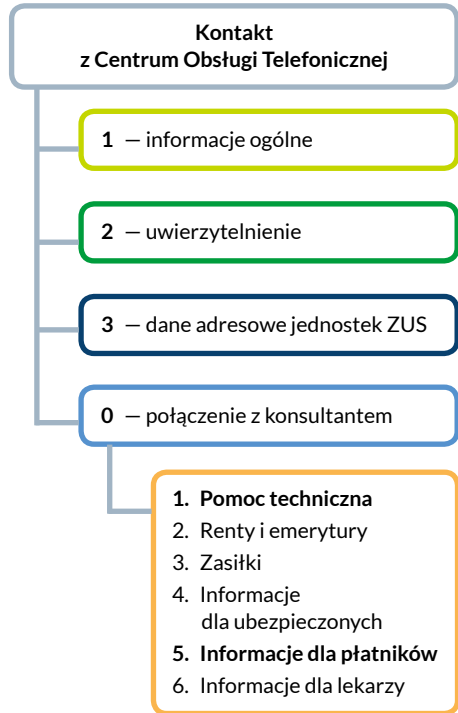 Kontakt
z Centrum Obsługi Telefonicznej
1 — informacje ogólne
2 — uwierzytelnienie
3 — dane adresowe jednostek ZUS
0 — połączenie z konsultantem
1. Pomoc techniczna
2. Renty i emerytury
3. Zasiłki
4. Informacje
dla ubezpieczonych
5. Informacje dla płatników
6. Informacje dla lekarzy